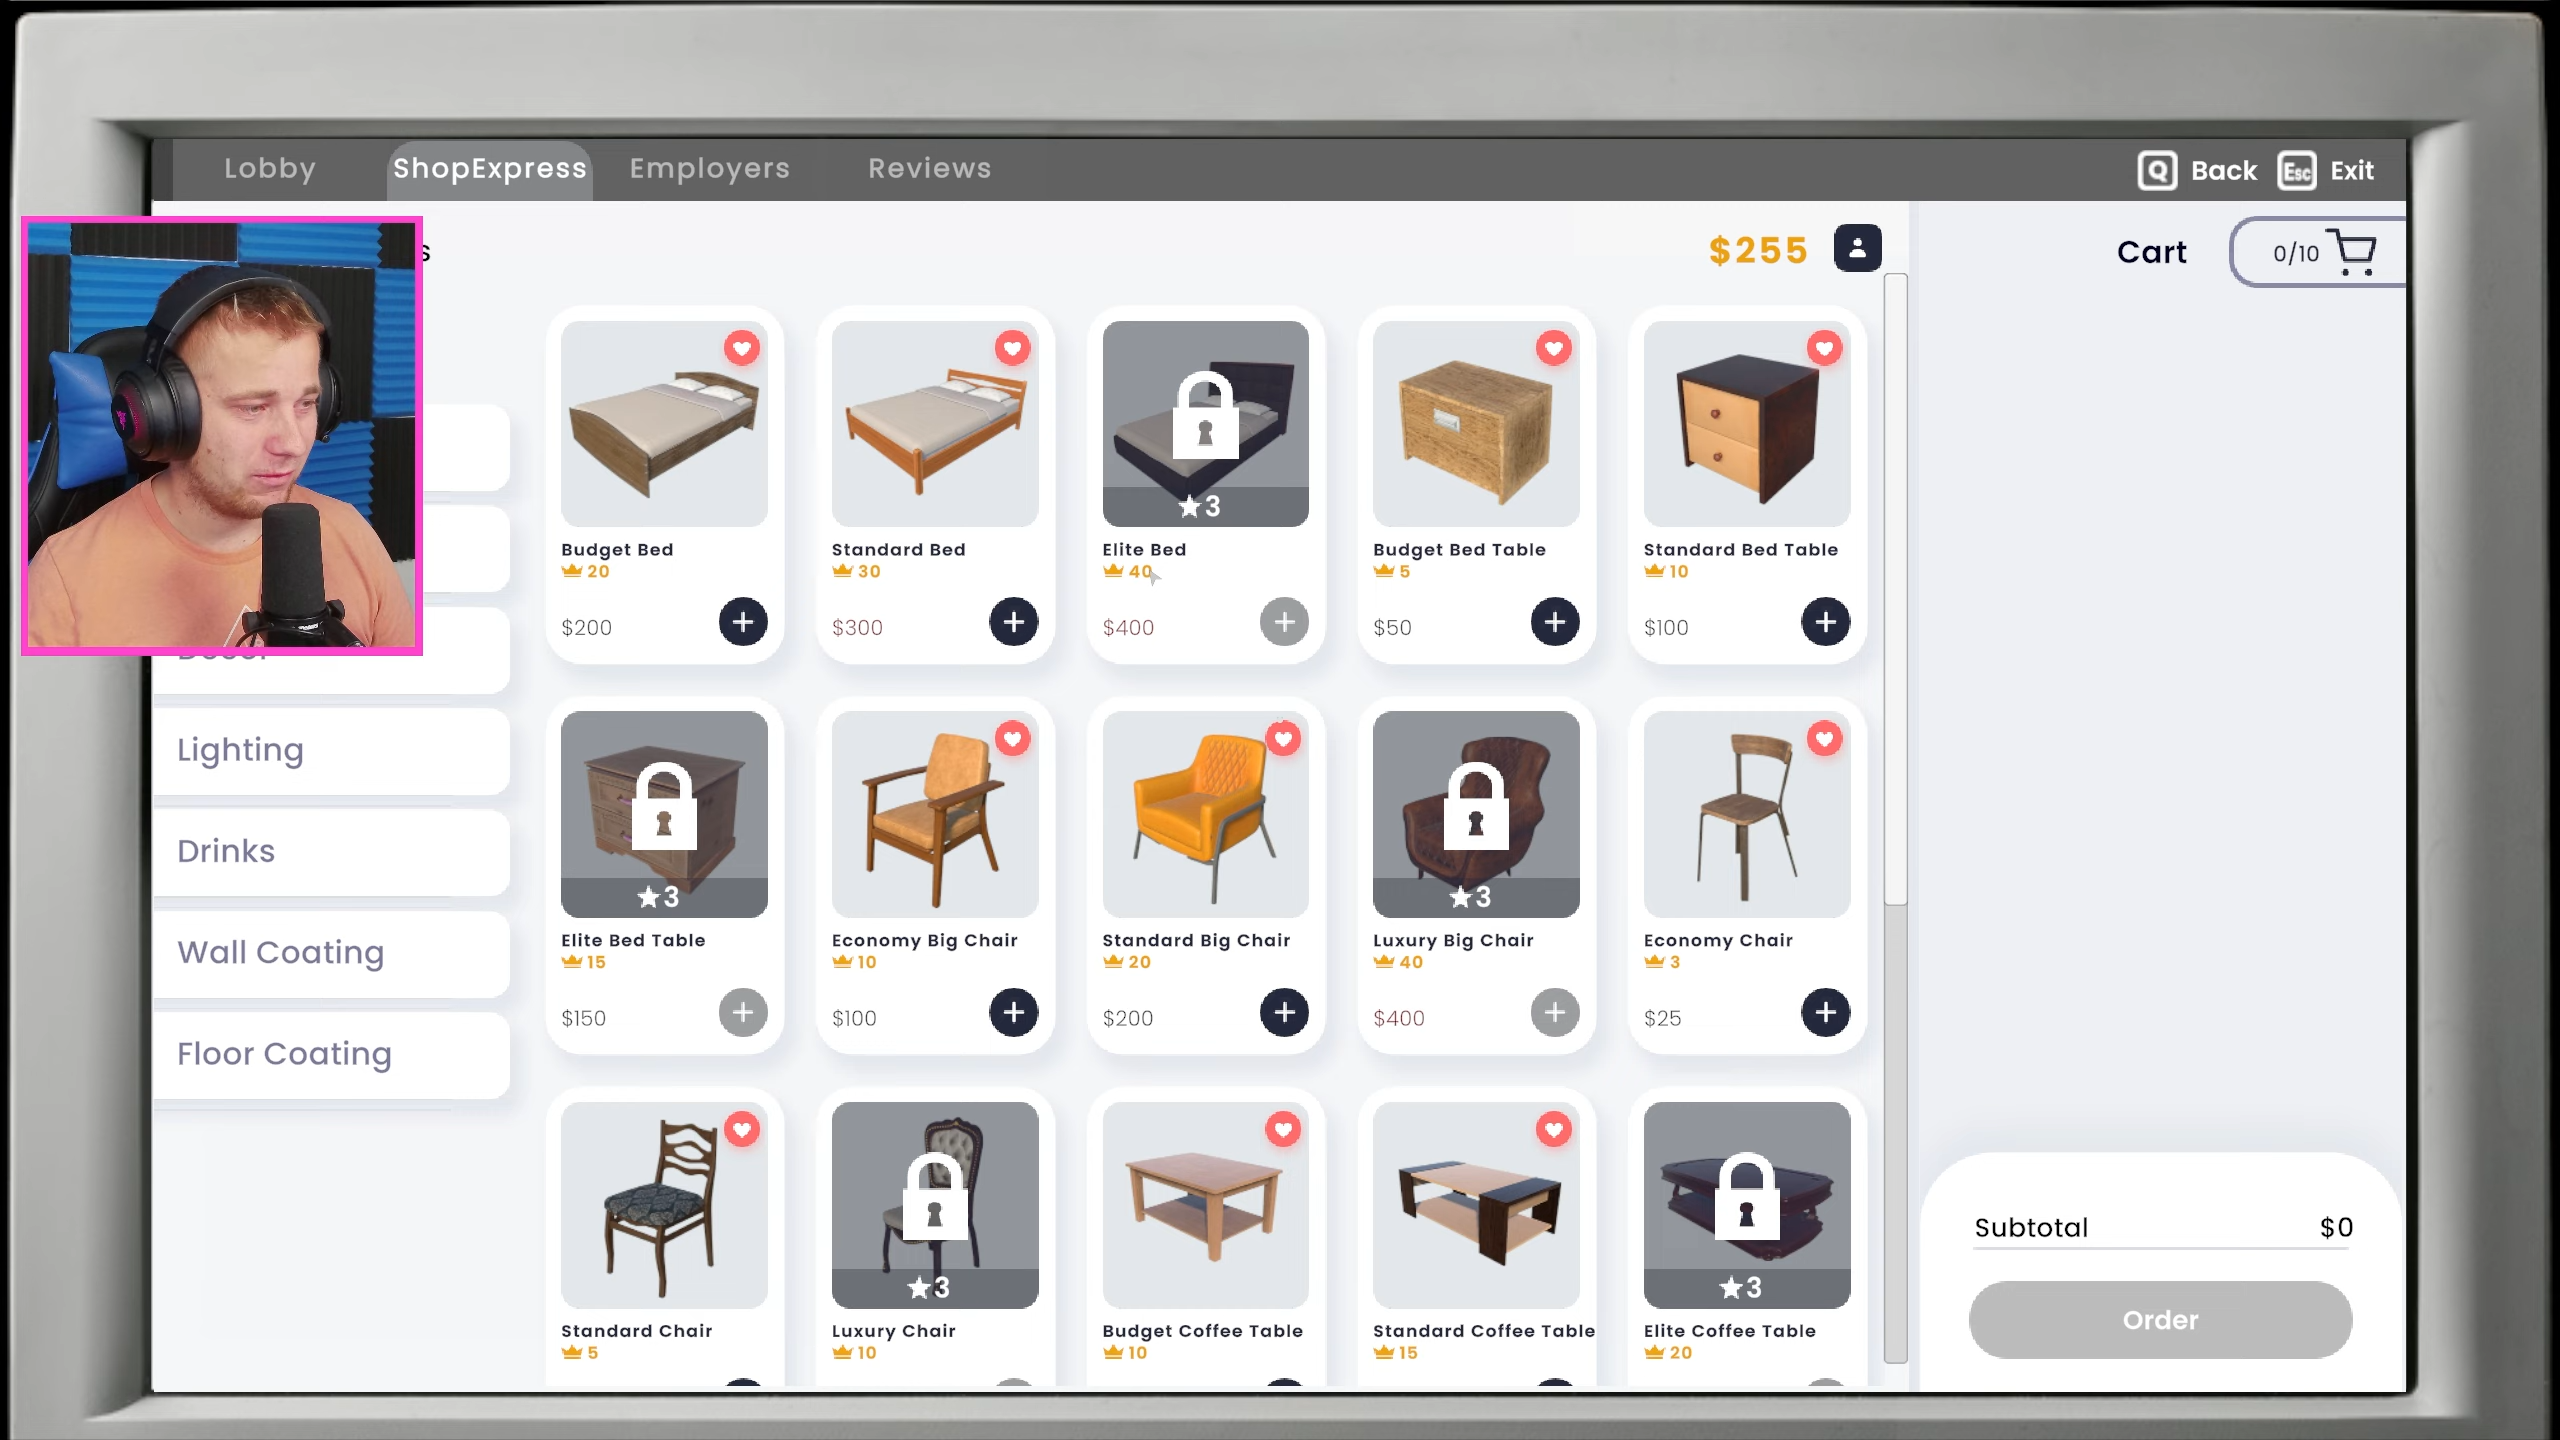 Lobby
ShopExpress
Employers
Reviews
Q Back
Esc Exit
s
$255
Cart
0/10
Lighting
Drinks
Wall Coating
Floor Coating
★3
Budget Bed
20
$200
Standard Bed
30
$300
Elite Bed
40
$400
Budget Bed Table
5
$50
Standard Bed Table
10
$100
★3
★3
Elite Bed Table
15
$150
Economy Big Chair
10
$100
Standard Big Chair
20
$200
Luxury Big Chair
40
$400
Economy Chair
3
$25
★3
★3
Standard Chair
5
Luxury Chair
10
Budget Coffee Table
10
Standard Coffee Table
15
Elite Coffee Table
20
Subtotal
$0
Order